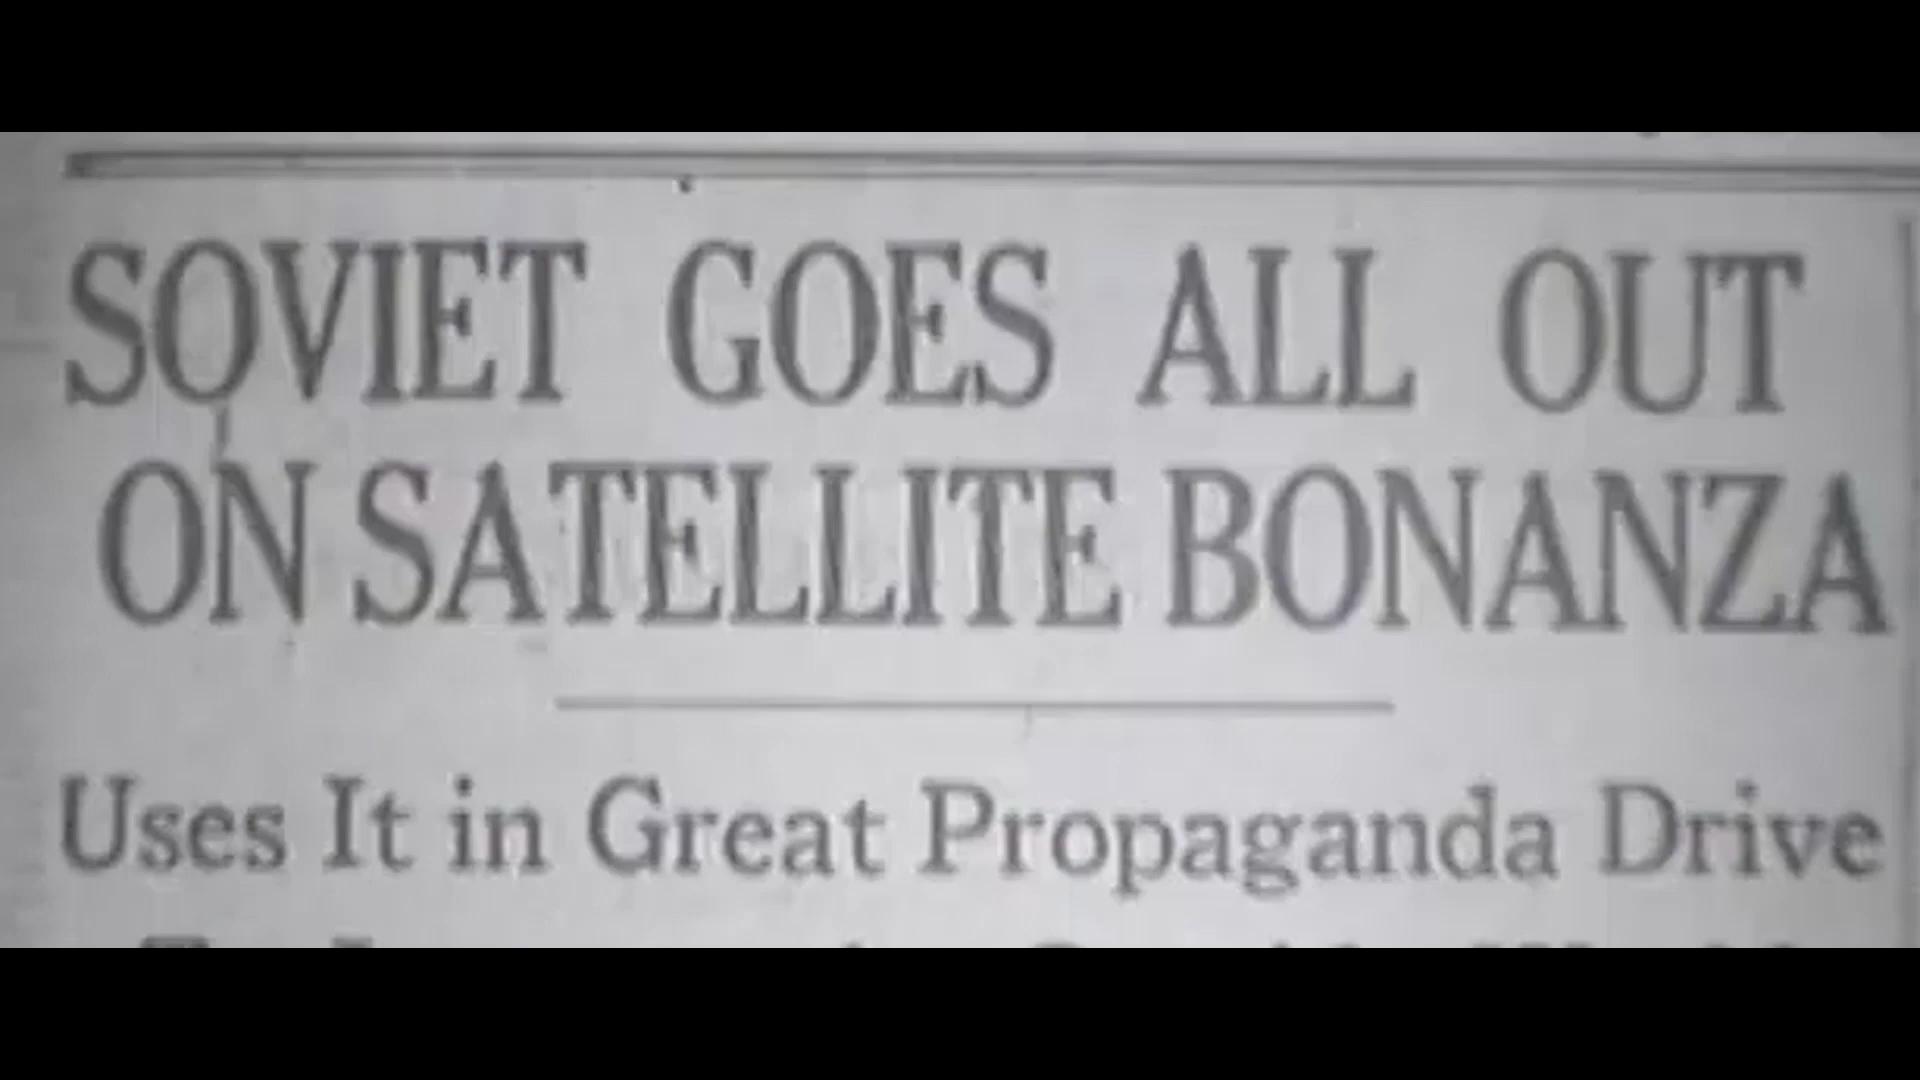 SOVIET GOES ALL OUT
ON SATELLITE BONANZA
Uses It in Great Propaganda Drive